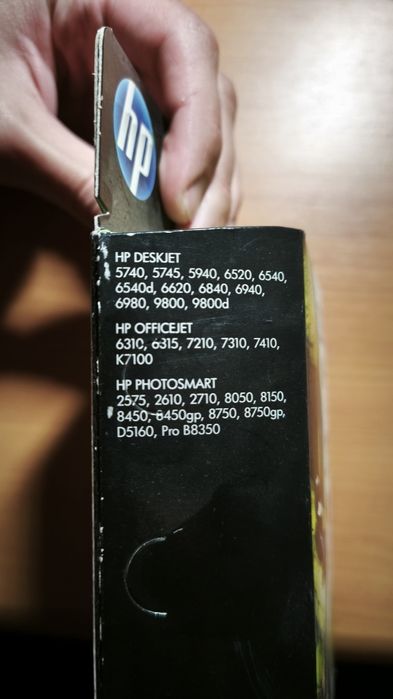 hp
HP DESKJET
5740, 5745, 5940, 6520, 6540,
6540d, 6620, 6840, 6940,
6980, 9800, 9800d
HP OFFICEJET
6310, 6315, 7210, 7310, 7410,
K7100
HP PHOTOSMART
2575, 2610, 2710, 8050, 8150,
8450, 8450gp, 8750, 8750gp,
D5160, Pro B8350